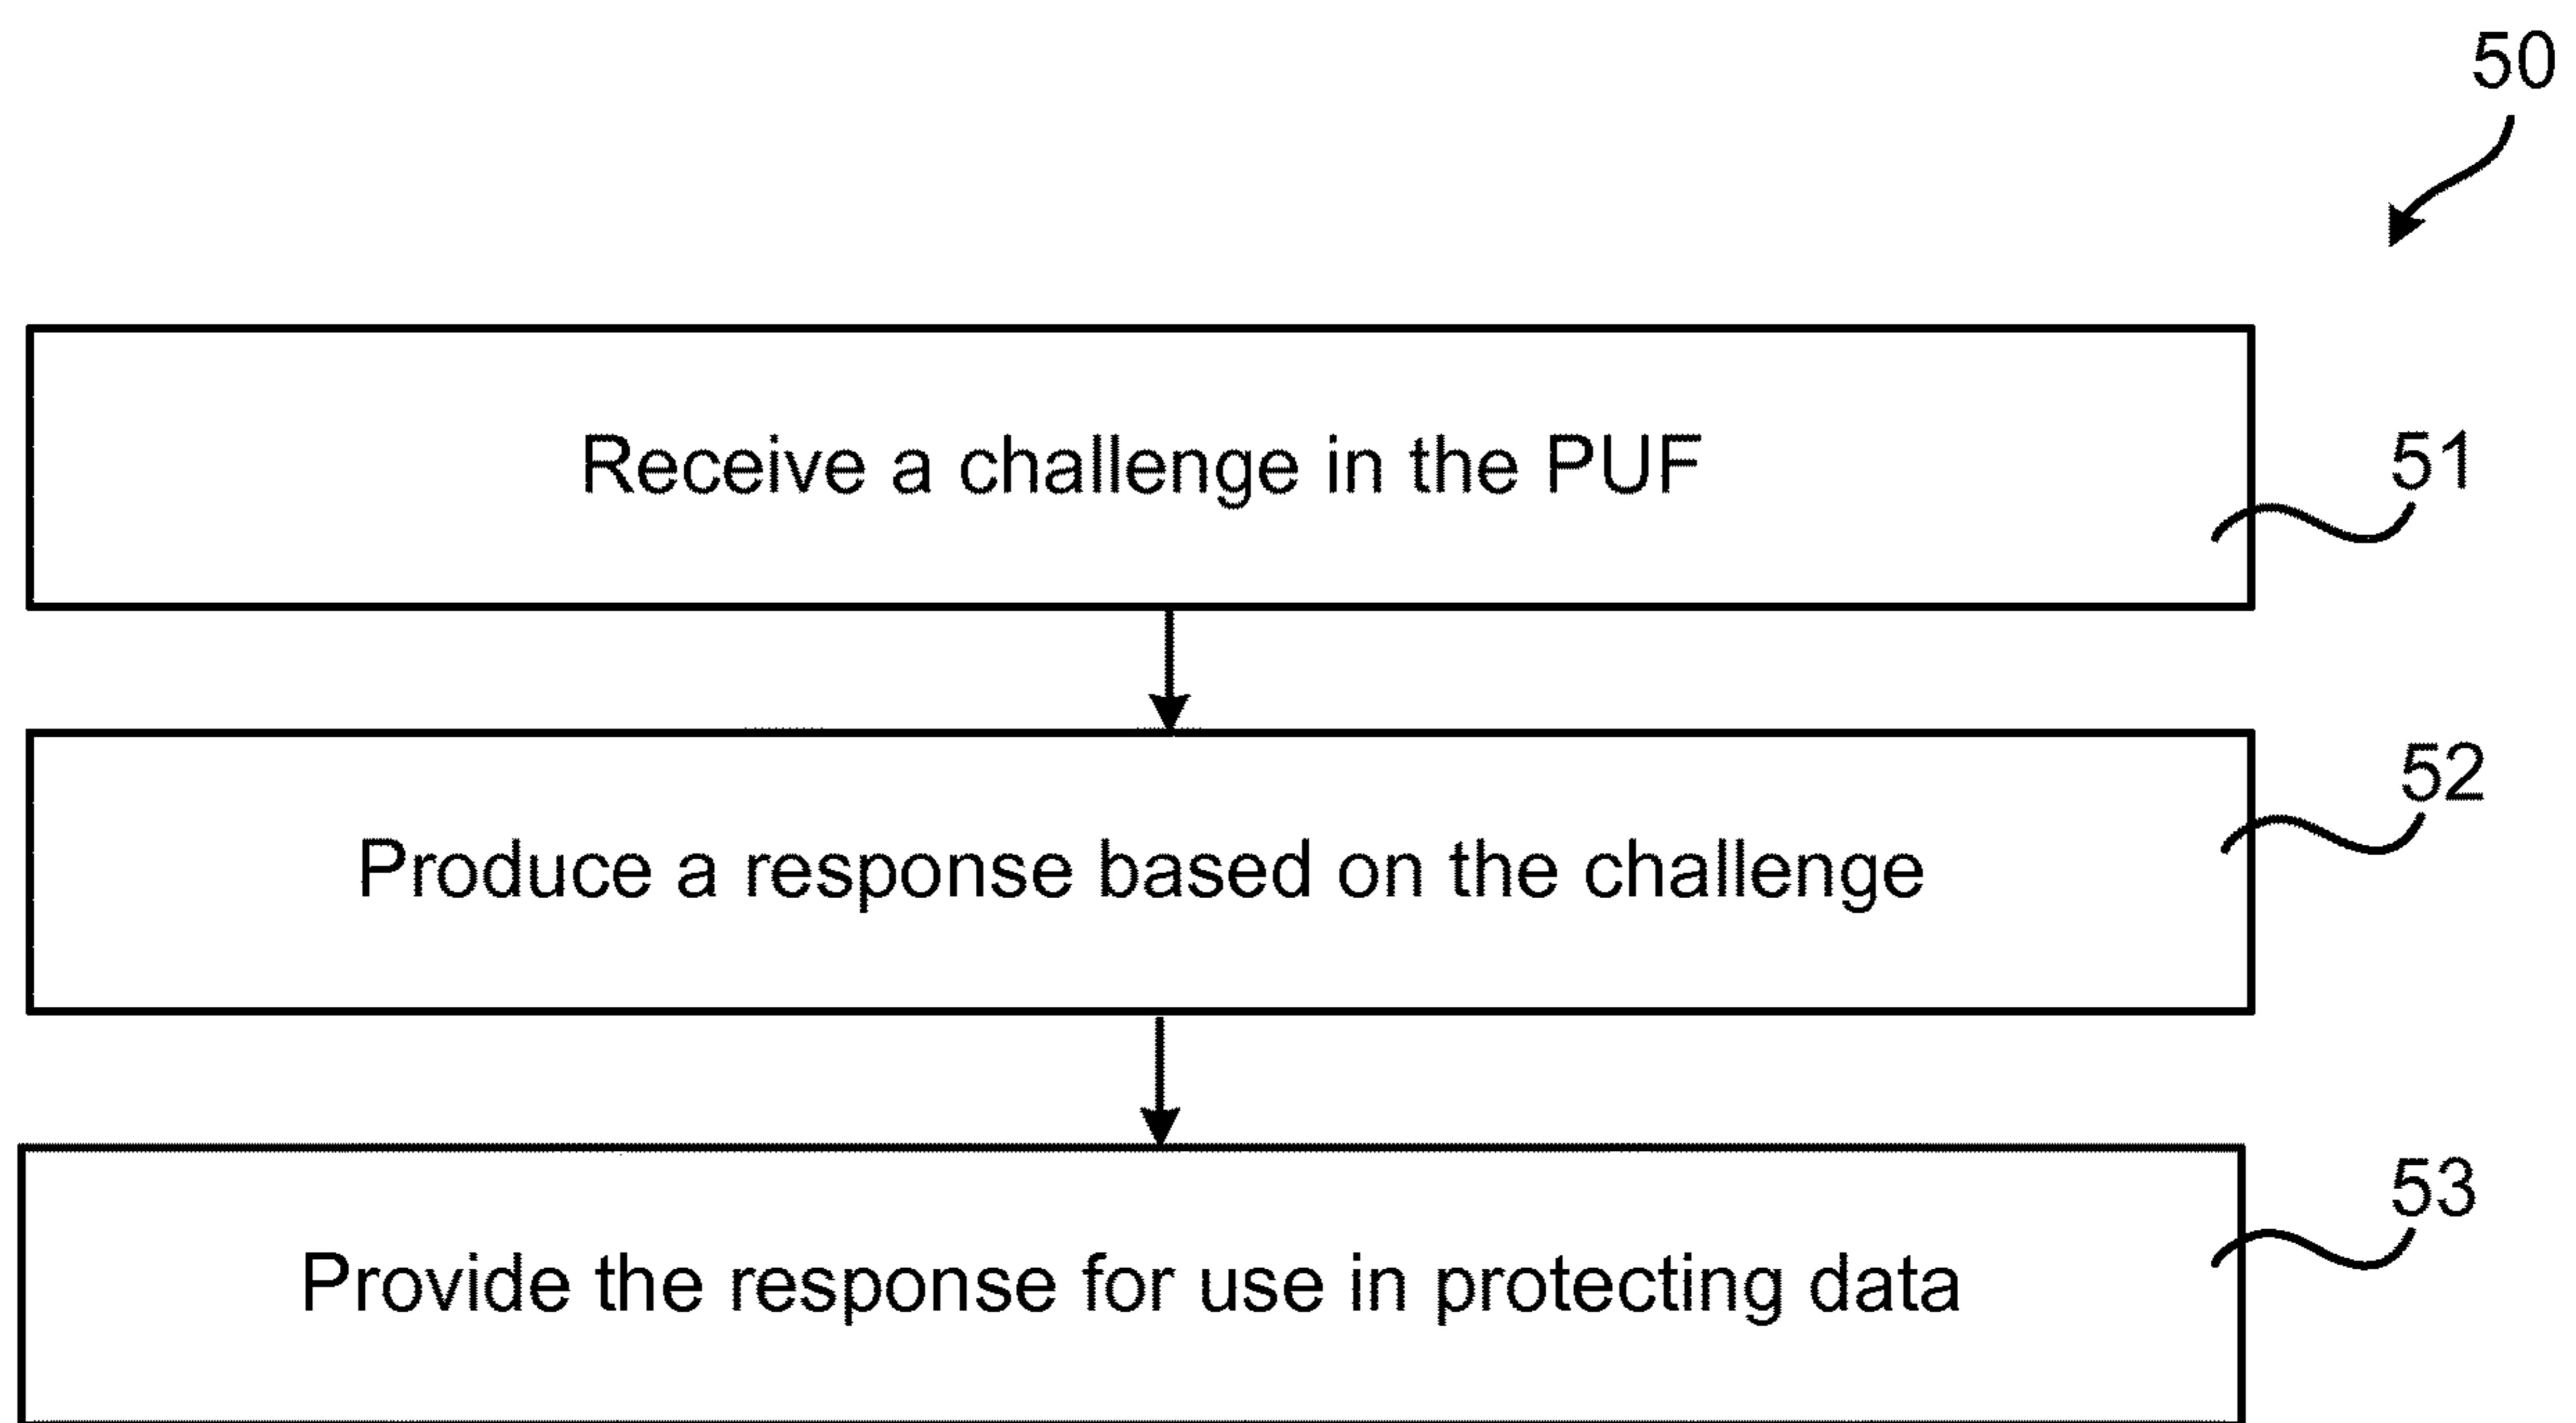 50
Receive a challenge in the PUF
51
Produce a response based on the challenge
52
Provide the response for use in protecting data
53